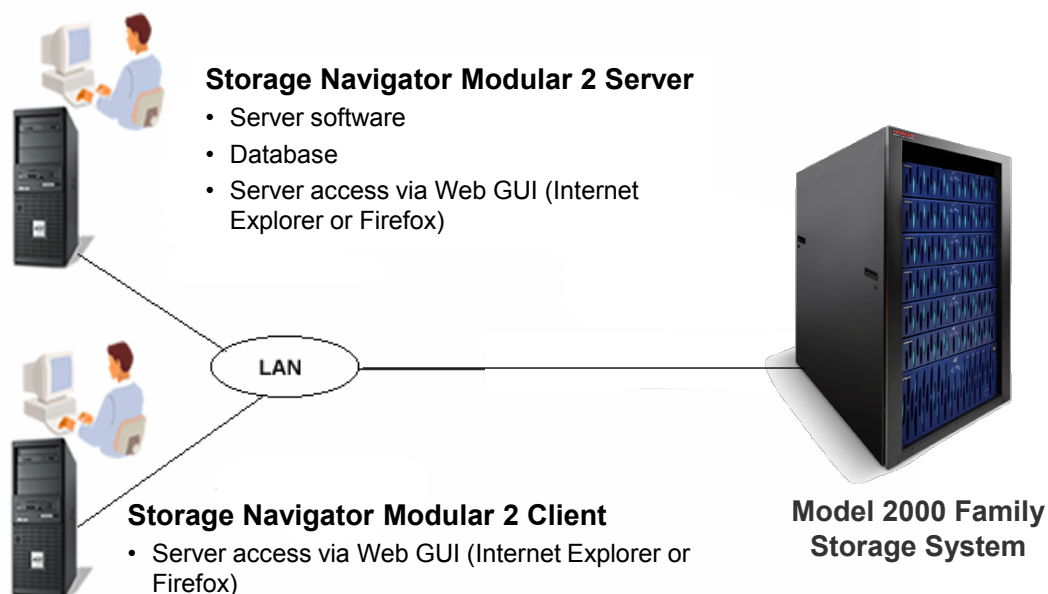 Storage Navigator Modular 2 Server
• Server software
• Database
• Server access via Web GUI (Internet
Explorer or Firefox)
LAN
Storage Navigator Modular 2 Client
• Server access via Web GUI (Internet Explorer or
Firefox)
Model 2000 Family
Storage System